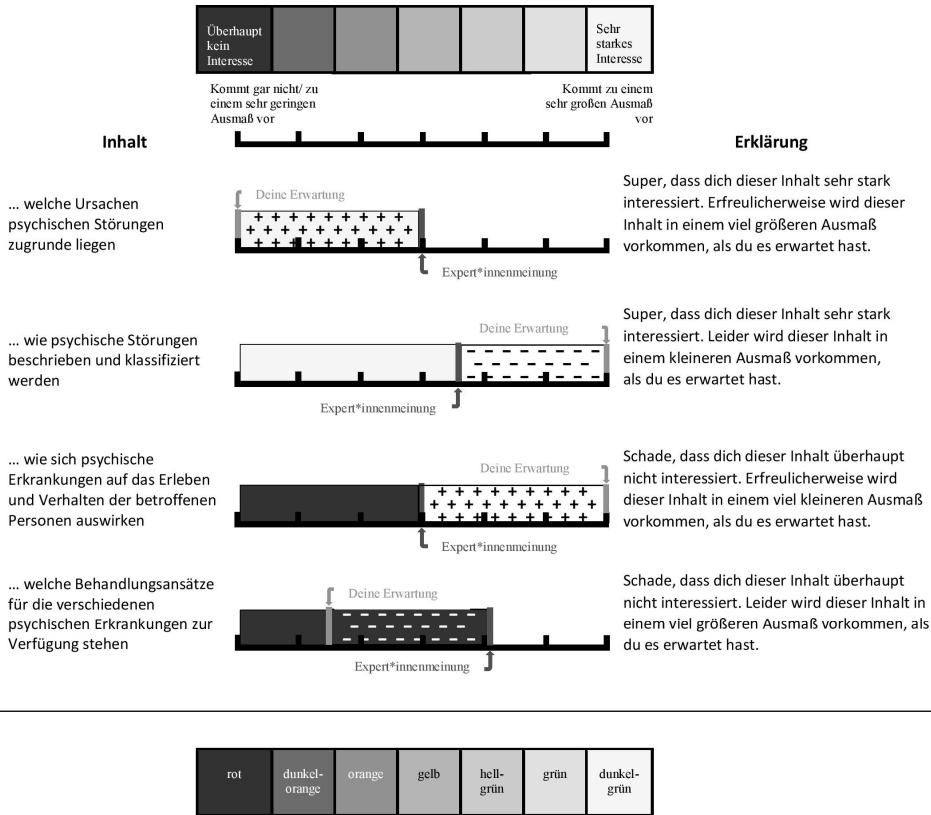 Überhaupt
kein
Interesse
Sehr
starkes
Interesse
Kommt gar nicht/ zu
einem sehr geringen
Ausmaß vor
Kommt zu einem
sehr großen Ausmaß
vor
Inhalt
Erklärung
... welche Ursachen
psychischen Störungen
zugrunde liegen
Deine Erwartung
Expert*innenmeinung
Super, dass dich dieser Inhalt sehr stark
interessiert. Erfreulicherweise wird dieser
Inhalt in einem viel größeren Ausmaß
vorkommen, als du es erwartet hast.
... wie psychische Störungen
beschrieben und klassifiziert
werden
Deine Erwartung
Expert*innenmeinung
Super, dass dich dieser Inhalt sehr stark
interessiert. Leider wird dieser Inhalt in
einem kleineren Ausmaß vorkommen,
als du es erwartet hast.
... wie sich psychische
Erkrankungen auf das Erleben
und Verhalten der betroffenen
Personen auswirken
Deine Erwartung
Expert*innenmeinung
Schade, dass dich dieser Inhalt überhaupt
nicht interessiert. Erfreulicherweise wird
dieser Inhalt in einem viel kleineren Ausmaß
vorkommen, als du es erwartet hast.
... welche Behandlungsansätze
für die verschiedenen
psychischen Erkrankungen zur
Verfügung stehen
Deine Erwartung
Expert*innenmeinung
Schade, dass dich dieser Inhalt überhaupt
nicht interessiert. Leider wird dieser Inhalt in
einem viel größeren Ausmaß vorkommen, als
du es erwartet hast.
rot
dunkel-
orange
orange
gelb
hell-
grün
grün
dunkel-
grün